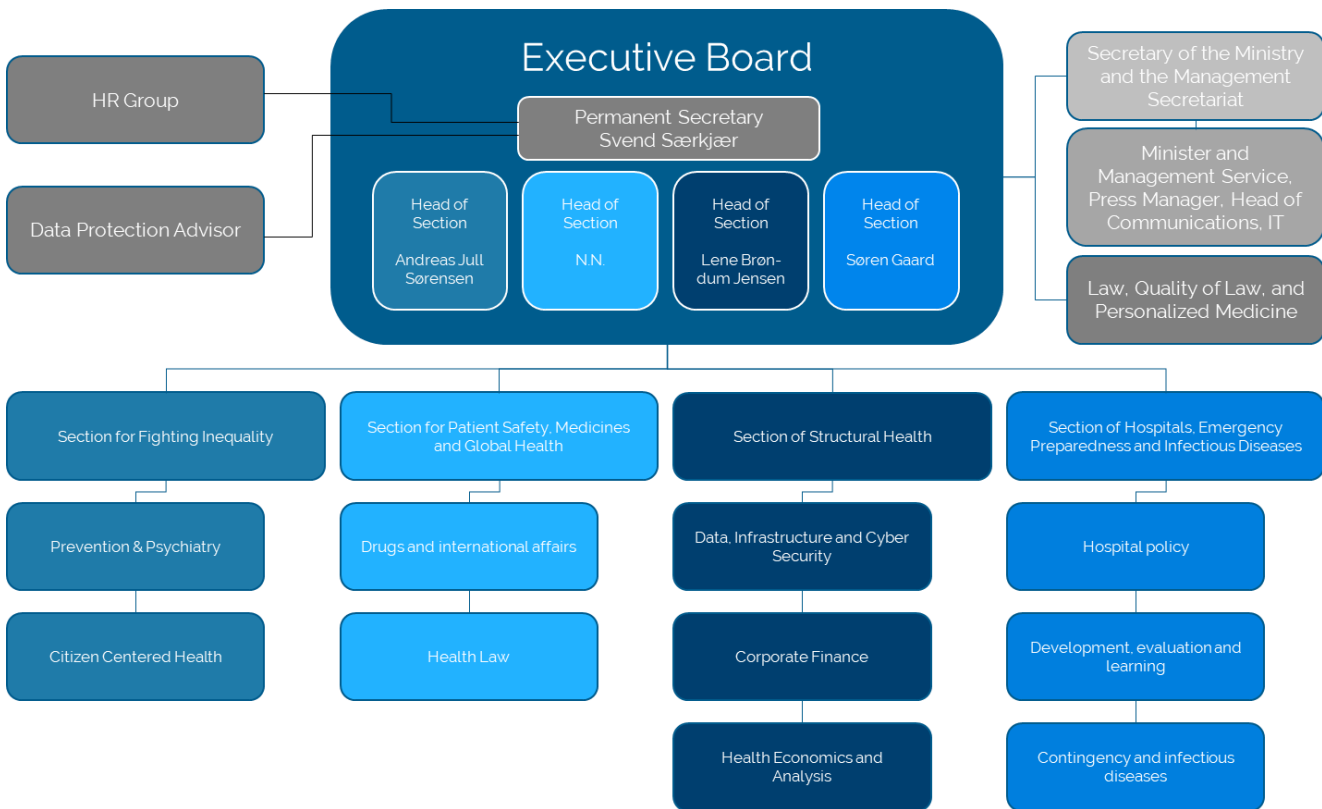 Executive Board
HR Group
Data Protection Advisor
Permanent Secretary
Svend Særkjær
Head of
Section
Andreas Jull
Sørensen
Head of
Section
N.N.
Head of
Section
Lene Brøn-
dum Jensen
Head of
Section
Søren Gaard
Secretary of the Ministry
and the Management
Secretariat
Minister and
Management Service,
Press Manager, Head of
Communications, IT
Law, Quality of Law, and
Personalized Medicine
Section for Fighting Inequality
Prevention & Psychiatry
Citizen Centered Health
Section for Patient Safety, Medicines
and Global Health
Drugs and international affairs
Health Law
Section of Structural Health
Data, Infrastructure and Cyber
Security
Corporate Finance
Health Economics and
Analysis
Section of Hospitals, Emergency
Preparedness and Infectious Diseases
Hospital policy
Development, evaluation and
learning
Contingency and infectious
diseases